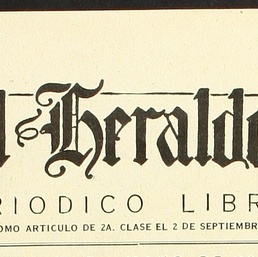 l Herald
RIODICO LIBR
OMO ARTICULO DE 2A. CLASE EL 2 DE SEPTIEMBR